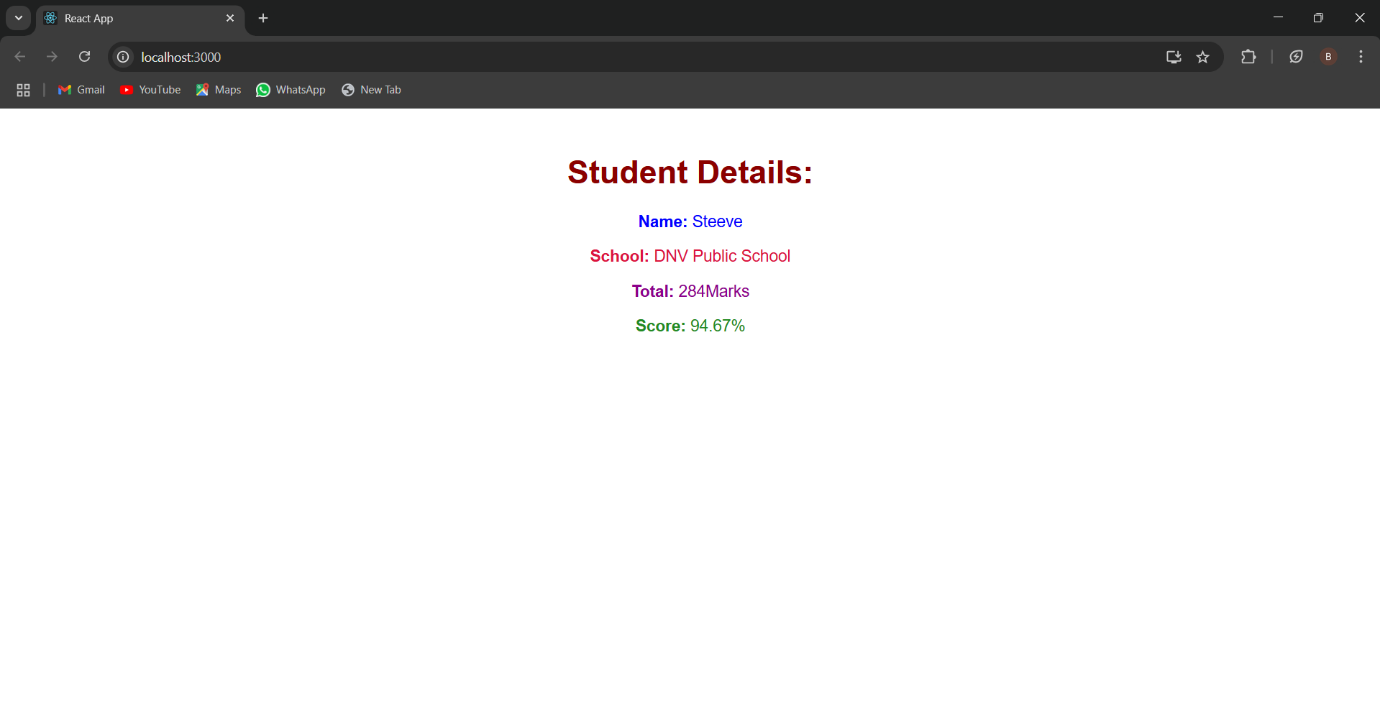 React App
localhost:3000
B
Gmail YouTube Maps WhatsApp New Tab
Student Details:
Name: Steeve
School: DNV Public School
Total: 284Marks
Score: 94.67%